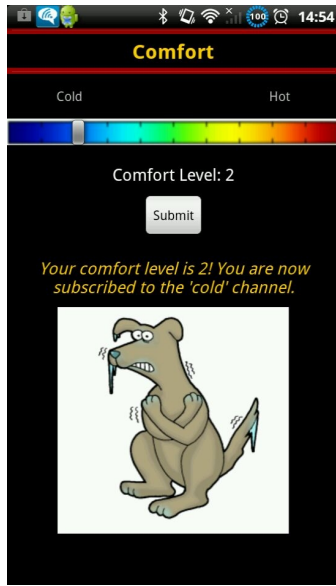 100 14:54
Comfort
Cold Hot
Comfort Level: 2
Submit
Your comfort level is 2! You are now
subscribed to the 'cold' channel.